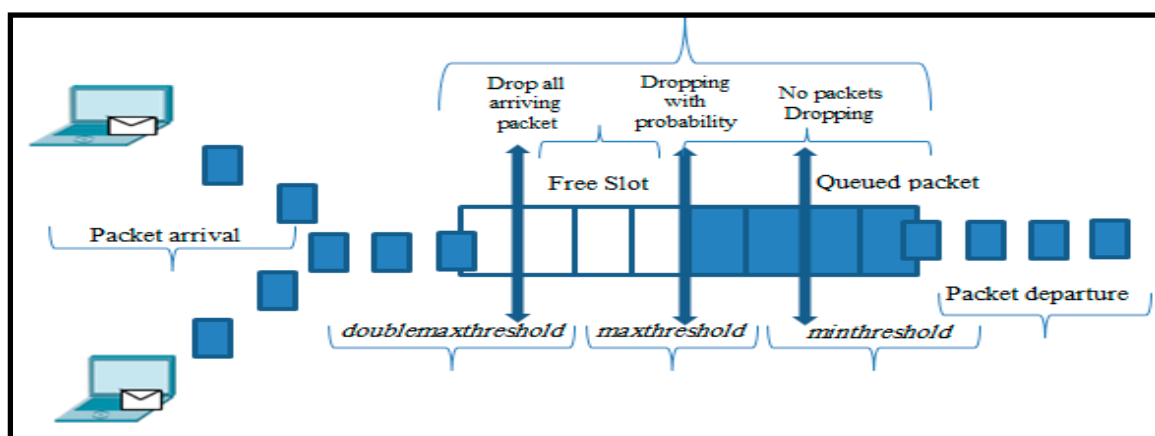 Drop all
arriving
packet
Dropping
with
probability
No packets
Dropping
Free Slot
Queued packet
Packet arrival
Packet departure
doublemaxthreshold
maxthreshold
minthreshold